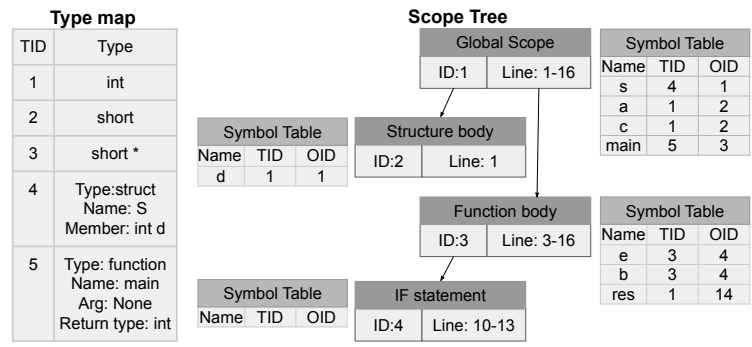 Type map
TID Type
1 int
2 short
3 short *
4 Type:struct
Name: S
Member: int d
5 Type: function
Name: main
Arg: None
Return type: int
Scope Tree
Global Scope
ID:1 Line: 1-16
Symbol Table
Name TID OID
s 4 1
a 1 2
c 1 2
main 5 3
Symbol Table
Name TID OID
d 1 1
Structure body
ID:2 Line: 1
Function body
ID:3 Line: 3-16
Symbol Table
Name TID OID
e 3 4
b 3 4
res 1 14
Symbol Table
Name TID OID
IF statement
ID:4 Line: 10-13